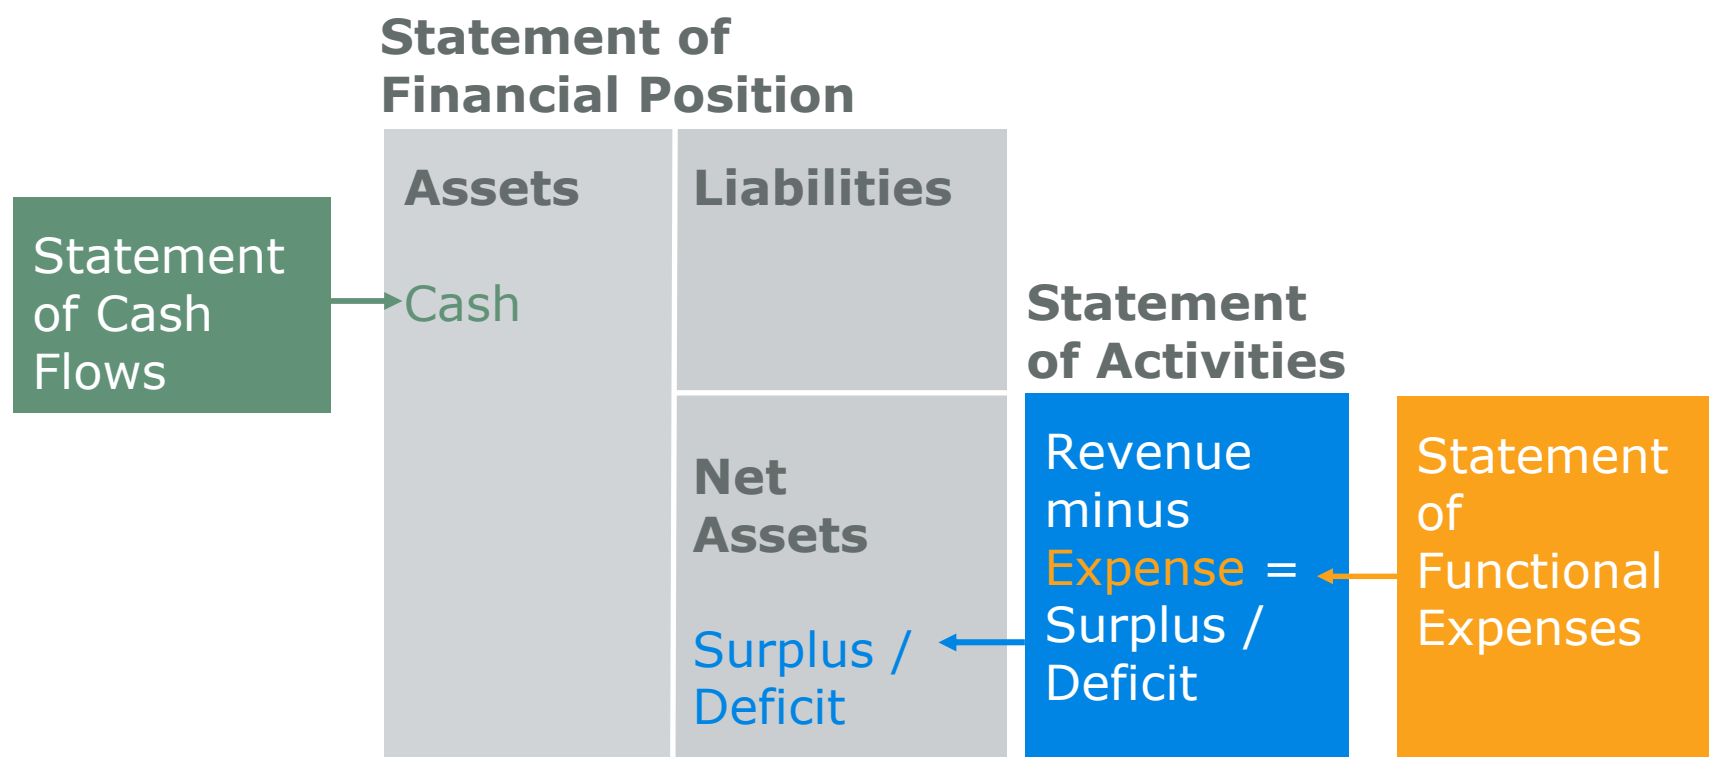 Statement of
Financial Position
Assets
Liabilities
Statement
of Cash
Flows
Cash
Statement
of Activities
Net
Assets
Surplus /
Deficit
Revenue
minus
Expense =
Surplus /
Deficit
Statement
of
Functional
Expenses